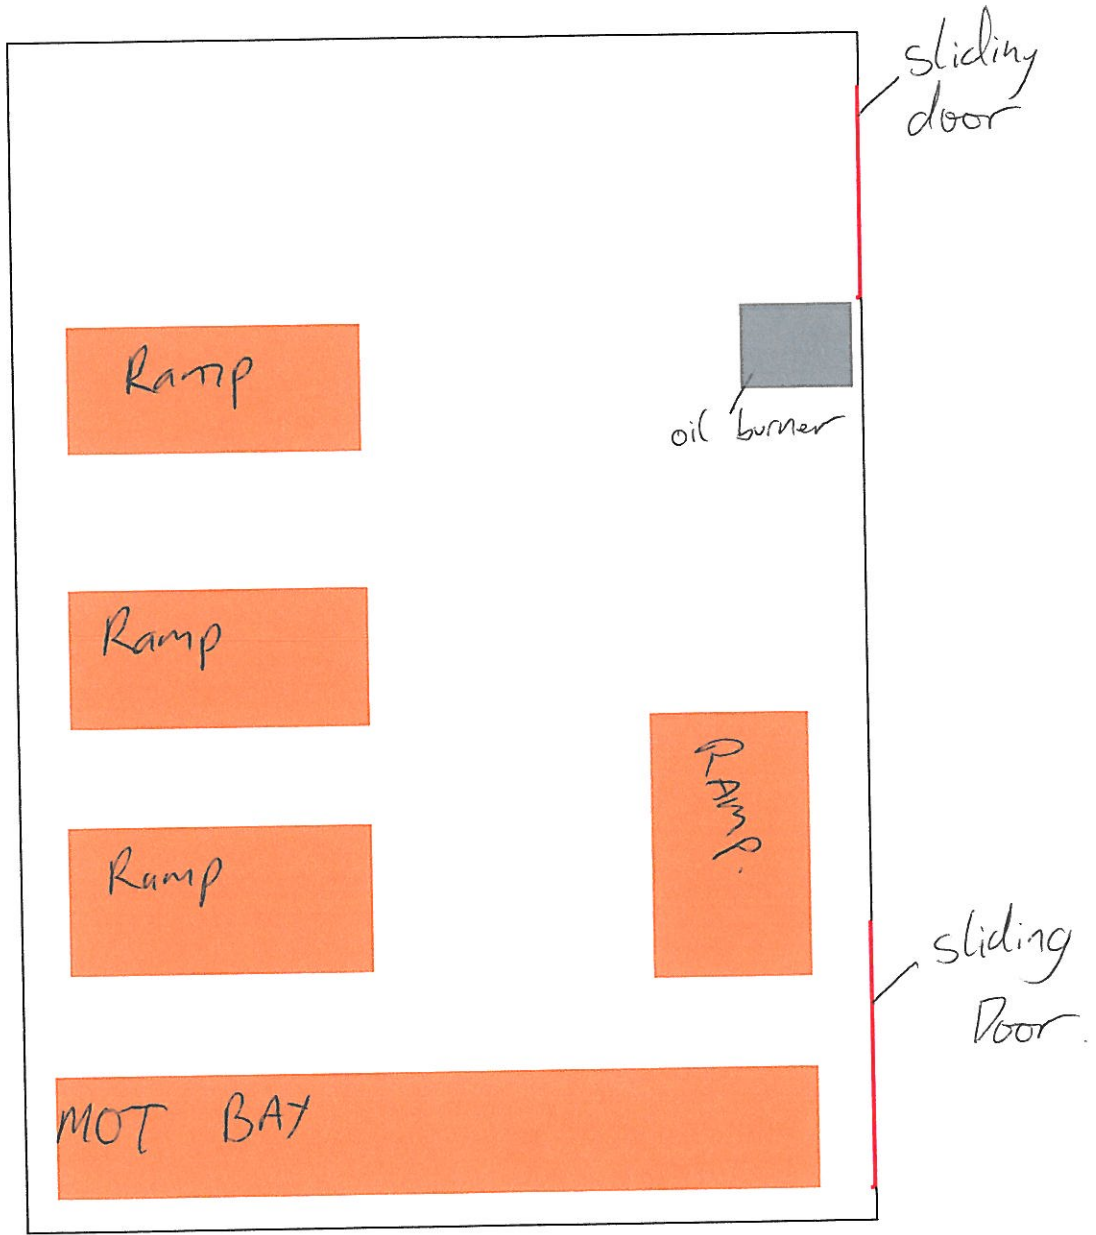 sliding
door
Ramp
oil burner
Ramp
RAMP.
Ramp
sliding
Door.
MOT BAY